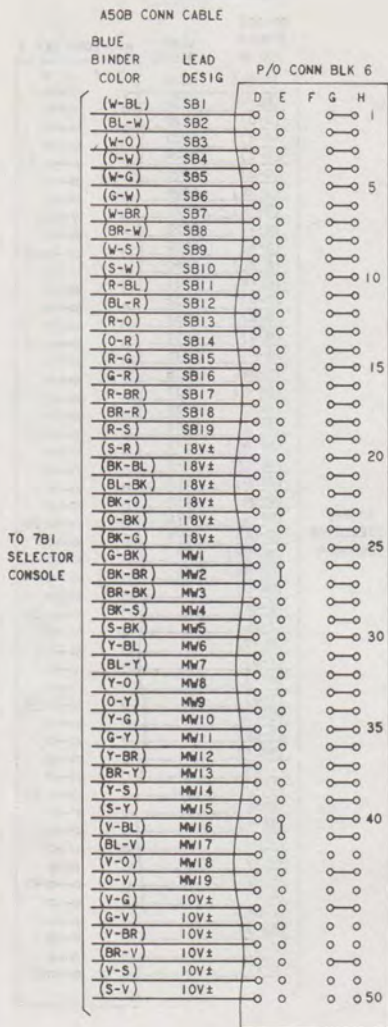 A50B CONN CABLE
BLUE
BINDER LEAD
COLOR DESIG
P/O CONN BLK 6
D E F G H
(W-BL) SB1 1
(BL-W) SB2
(W-O) SB3
(O-W) SB4
(W-G) SB5 5
(G-W) SB6
(W-BR) SB7
(BR-W) SB8
(W-S) SB9
(S-W) SB10 10
(R-BL) SB11
(BL-R) SB12
(R-O) SB13
(O-R) SB14
(R-G) SB15 15
(G-R) SB16
(R-BR) SB17
(BR-R) SB18
(R-S) SB19
(S-R) 18V± 20
(BK-BL) 18V±
(BL-BK) 18V±
(BK-O) 18V±
(O-BK) 18V±
(BK-G) 18V± 25
(G-BK) MW1
(BK-BR) MW2
(BR-BK) MW3
(BK-S) MW4
(S-BK) MW5 30
(Y-BL) MW6
(BL-Y) MW7
(Y-O) MW8
(O-Y) MW9
(Y-G) MW10 35
(G-Y) MW11
(Y-BR) MW12
(BR-Y) MW13
(Y-S) MW14
(S-Y) MW15 40
(V-BL) MW16
(BL-V) MW17
(V-O) MW18
(O-V) MW19
(V-G) 10V±
(G-V) 10V±
(V-BR) 10V±
(BR-V) 10V±
(V-S) 10V±
(S-V) 10V± 50
TO 7B1
SELECTOR
CONSOLE